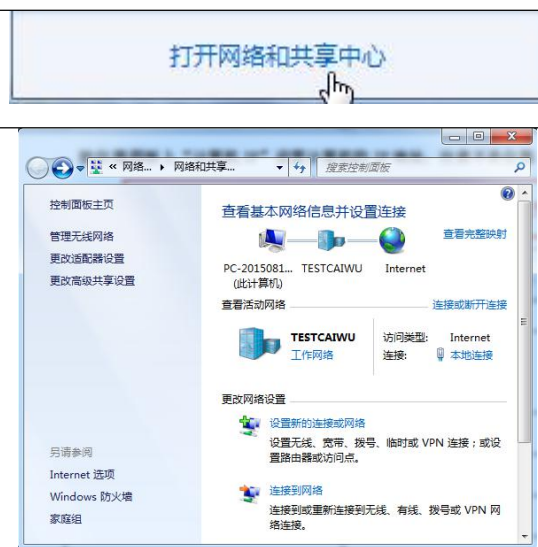 打开网络和共享中心
« 网络... 网络和共享... 搜索控制面板
控制面板主页
管理无线网络
更改适配器设置
更改高级共享设置
另请参阅
Internet 选项
Windows 防火墙
家庭组
查看基本网络信息并设置连接
查看完整映射
PC-2015081... TESTCAIWU Internet
(此计算机)
查看活动网络 连接或断开连接
TESTCAIWU 访问类型: Internet
工作网络 连接: 本地连接
更改网络设置
设置新的连接或网络
设置无线、宽带、拨号、临时或 VPN 连接；或设
置路由器或访问点。
连接到网络
连接到或重新连接到无线、有线、拨号或 VPN 网
络连接。